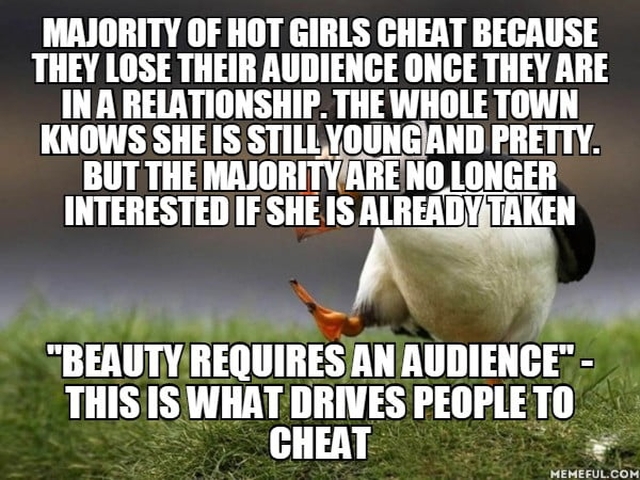 MAJORITY OF HOT GIRLS CHEAT BECAUSE
THEY LOSE THEIR AUDIENCE ONCE THEY ARE
IN A RELATIONSHIP. THE WHOLE TOWN
KNOWS SHE IS STILL YOUNG AND PRETTY.
BUT THE MAJORITY ARE NO LONGER
INTERESTED IF SHE IS ALREADY TAKEN
"BEAUTY REQUIRES AN AUDIENCE" -
THIS IS WHAT DRIVES PEOPLE TO
CHEAT
MEMEFUL.COM